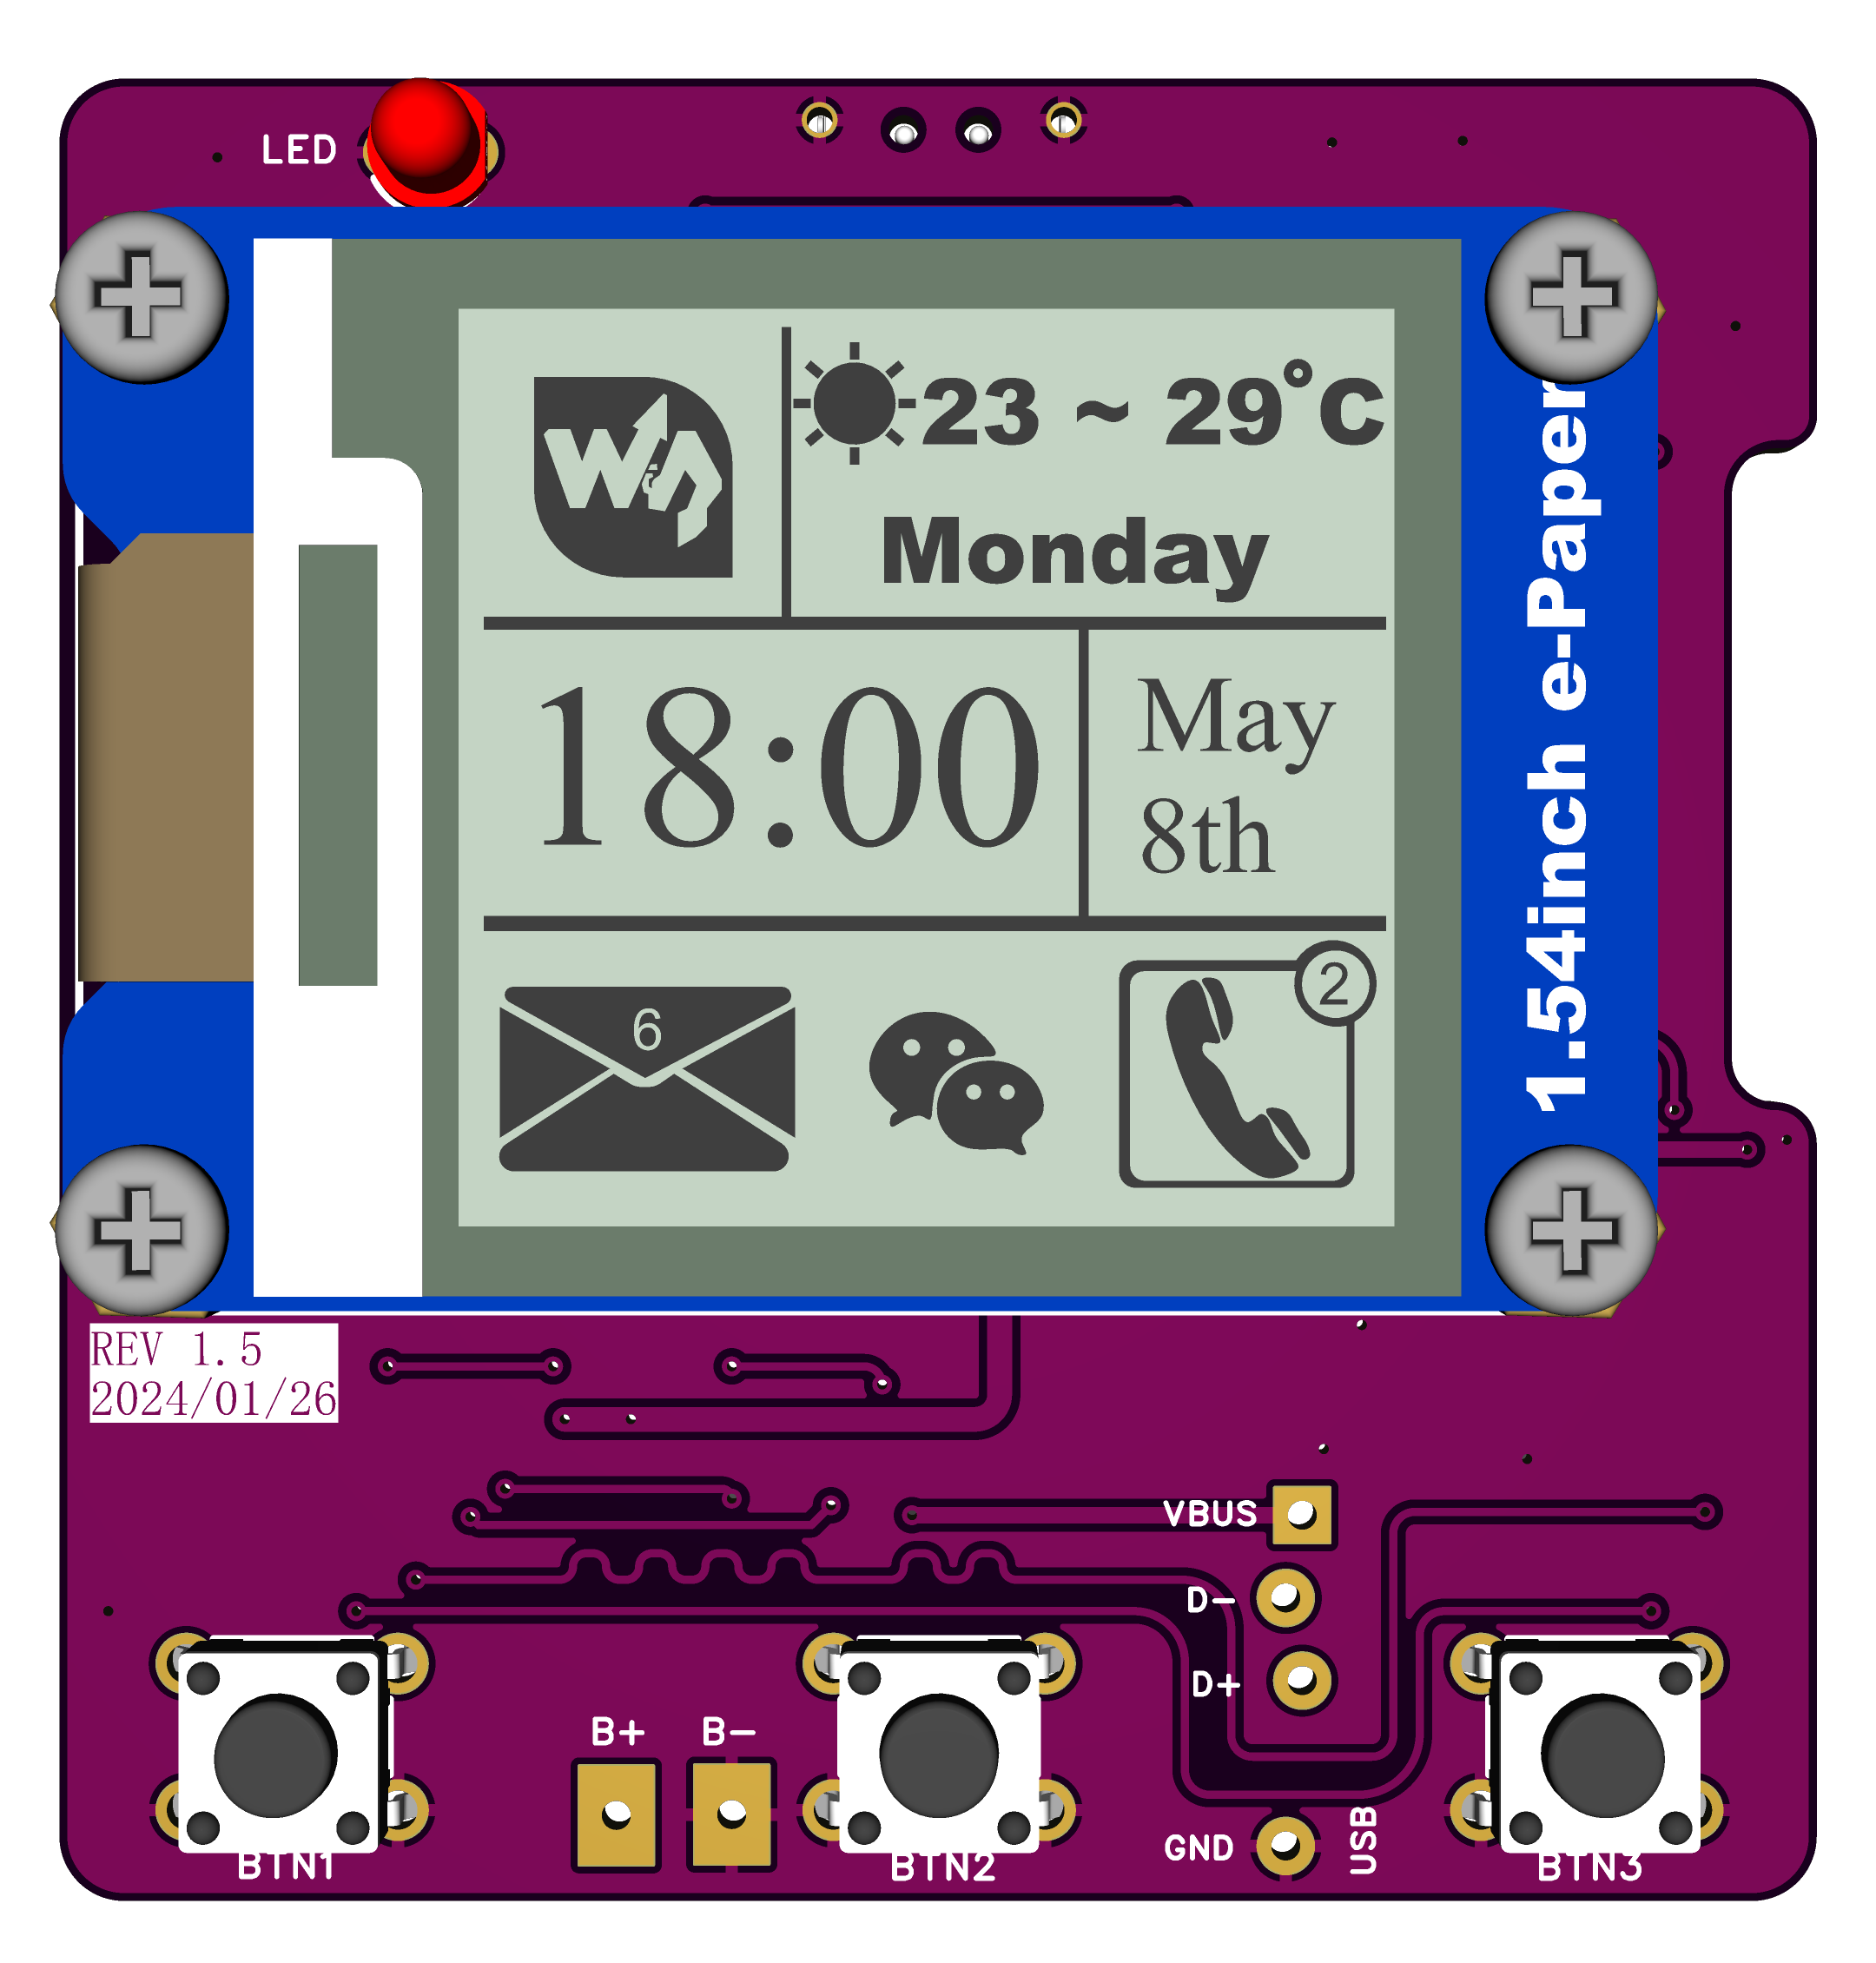 LED
23 ~ 29°C
Monday
18:00
May
8th
6
2
1.54inch e-Paper
REV 1.5
2024/01/26
VBUS
D-
D+
B+ B-
GND
USB
BTN1
BTN2
BTN3